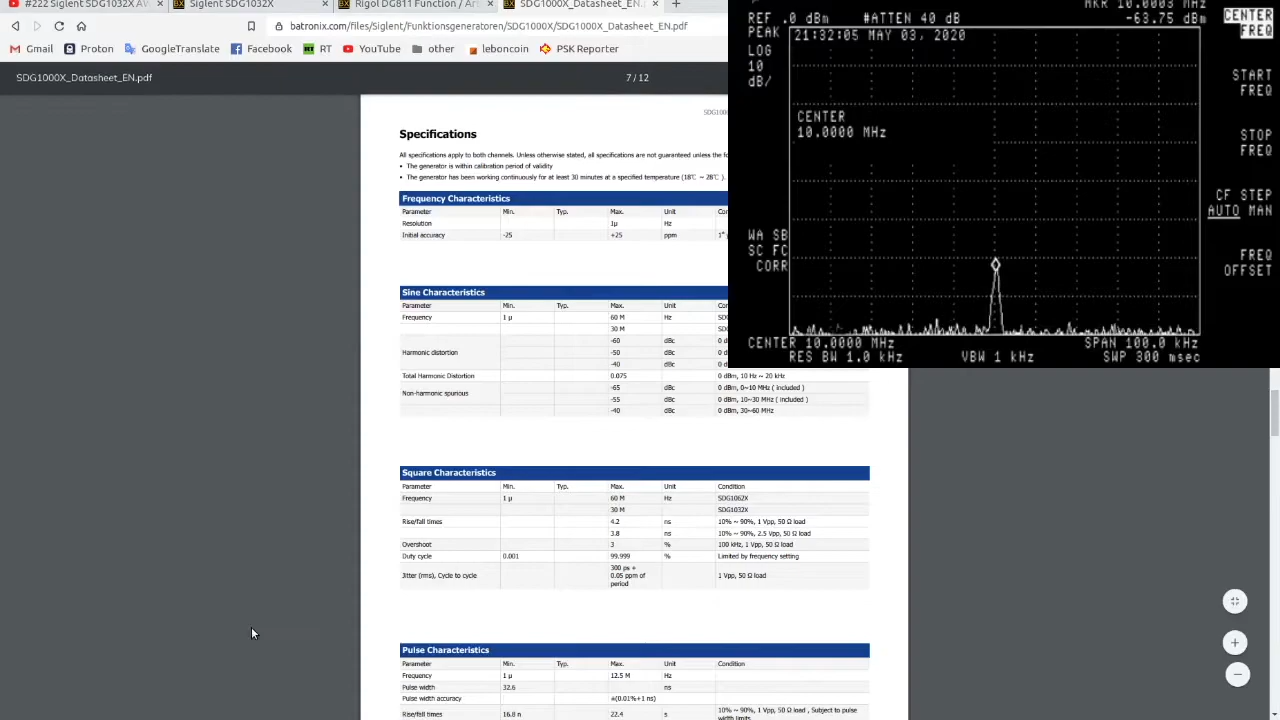 #222 Siglent SDG1032X AW
Siglent SDG1032X
Rigol DG811 Function / Arbi
SDG1000X_Datasheet_EN.
batronix.com/files/Siglent/Funktionsgeneratoren/SDG1000X/SDG1000X_Datasheet_EN.pdf
Gmail
Proton
GoogleTranslate
Facebook
RT
YouTube
other
leboncoin
PSK Reporter
SDG1000X_Datasheet_EN.pdf
7 / 12
SDG100
Specifications
All specifications apply to both channels. Unless otherwise stated, all specifications are not guaranteed unless the fo
• The generator is within calibration period of validity
• The generator has been working continuously for at least 30 minutes at a specified temperature (18℃ ~ 28℃ ).
Frequency Characteristics
Parameter Min. Typ. Max. Unit Con
Resolution 1μ Hz
Initial accuracy -25 +25 ppm 1st
Sine Characteristics
Parameter Min. Typ. Max. Unit Con
Frequency 1 μ 60 M Hz SDG
30 M SDG
-60 dBc 0 d
Harmonic distortion -50 dBc 0 d
-40 dBc 0 d
Total Harmonic Distortion 0.075 0 dBm, 10 Hz ~ 20 kHz
Non-harmonic spurious -65 dBc 0 dBm, 0~10 MHz ( included )
-55 dBc 0 dBm, 10~30 MHz ( included )
-40 dBc 0 dBm, 30~60 MHz
Square Characteristics
Parameter Min. Typ. Max. Unit Condition
Frequency 1 μ 60 M Hz SDG1062X
30 M SDG1032X
Rise/fall times 4.2 ns 10% ~ 90%, 1 Vpp, 50 Ω load
3.8 ns 10% ~ 90%, 2.5 Vpp, 50 Ω load
Overshoot 3 % 100 kHz, 1 Vpp, 50 Ω load
Duty cycle 0.001 99.999 % Limited by frequency setting
Jitter (rms), Cycle to cycle 300 ps + 0.05 ppm of period 1 Vpp, 50 Ω load
Pulse Characteristics
Parameter Min. Typ. Max. Unit Condition
Frequency 1 μ 12.5 M Hz
Pulse width 32.6 ns
Pulse width accuracy ±(0.01%+1 ns)
Rise/fall times 16.8 n 22.4 s 10% ~ 90%, 1 Vpp, 50 Ω load , Subject to pulse width limits
MKR 10.0003 MHz
REF .0 dBm #ATTEN 40 dB -63.75 dBm
PEAK
LOG
10
dB/
21:32:05 MAY 03, 2020
CENTER
10.0000 MHz
WA SB
SC FC
CORR
CENTER 10.0000 MHz SPAN 100.0 kHz
RES BW 1.0 kHz VBW 1 kHz SWP 300 msec
CENTER
FREQ
START
FREQ
STOP
FREQ
CF STEP
AUTO MAN
FREQ
OFFSET